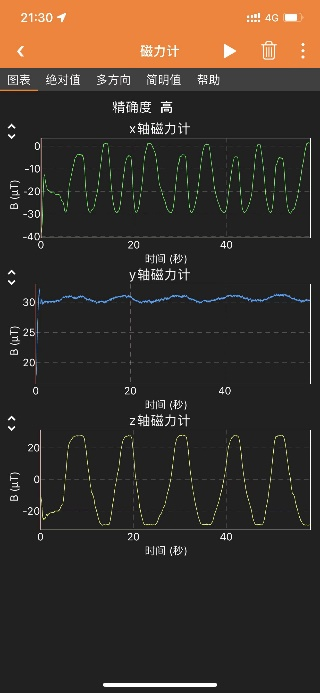 21:30 4G
磁力计
图表 绝对值 多方向 简明值 帮助
精确度 高
x轴磁力计
B (μT)
0
-10
-20
-30
-40
0 20 40
时间 (秒)
y轴磁力计
B (μT)
30
25
20
0 20 40
时间 (秒)
z轴磁力计
B (μT)
20
0
-20
0 20 40
时间 (秒)